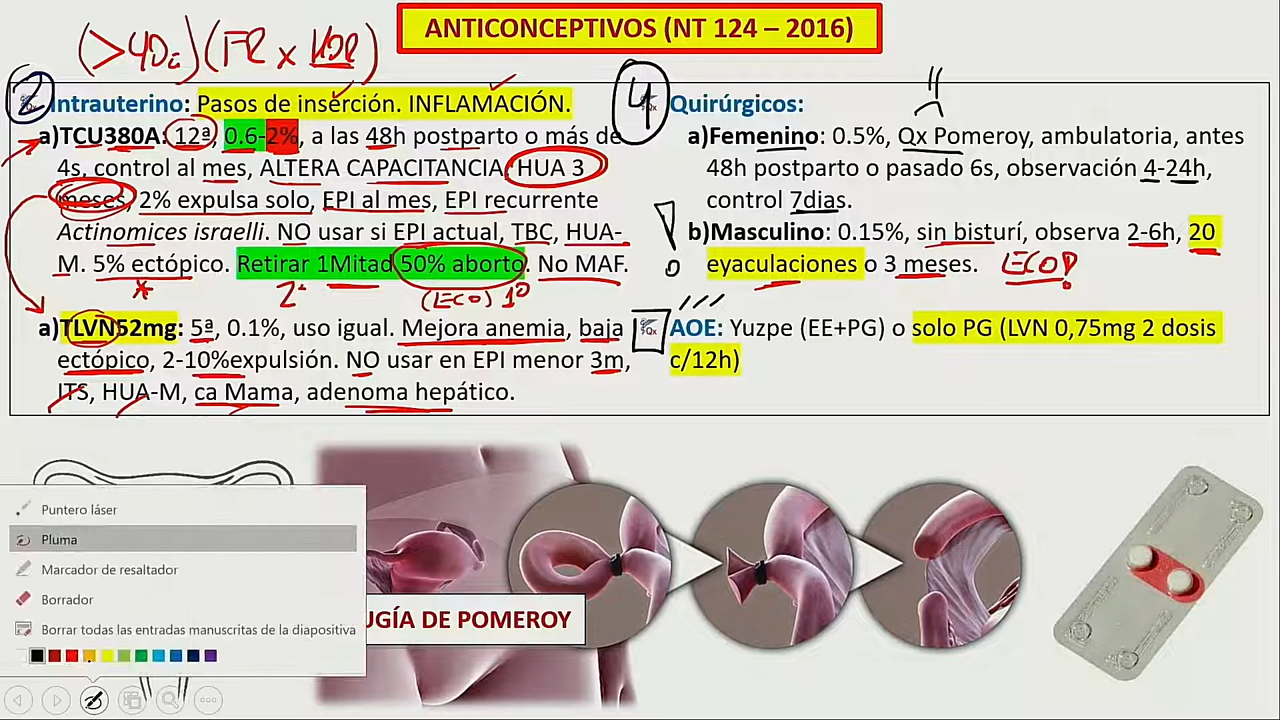 ANTICONCEPTIVOS (NT 124 – 2016)
2
Intrauterino: Pasos de inserción. INFLAMACIÓN.
a)TCU380A: 12ª, 0.6-2%, a las 48h postparto o más de
4s, control al mes, ALTERA CAPACITANCIA, HUA 3
meses, 2% expulsa solo, EPI al mes, EPI recurrente
Actinomices israelli. NO usar si EPI actual, TBC, HUA-
M. 5% ectópico. Retirar 1Mitad 50% aborto. No MAF.
(ECO) 1º
a)TLVN52mg: 5ª, 0.1%, uso igual. Mejora anemia, baja
ectópico, 2-10%expulsión. NO usar en EPI menor 3m,
ITS, HUA-M, ca Mama, adenoma hepático.
4
Quirúrgicos:
a)Femenino: 0.5%, Qx Pomeroy, ambulatoria, antes
48h postparto o pasado 6s, observación 4-24h,
control 7dias.
b)Masculino: 0.15%, sin bisturí, observa 2-6h, 20
eyaculaciones o 3 meses. ECO
Qx
AOE: Yuzpe (EE+PG) o solo PG (LVN 0,75mg 2 dosis
c/12h)
Puntero láser
Pluma
Marcador de resaltador
Borrador
Borrar todas las entradas manuscritas de la diapositiva
UGÍA DE POMEROY